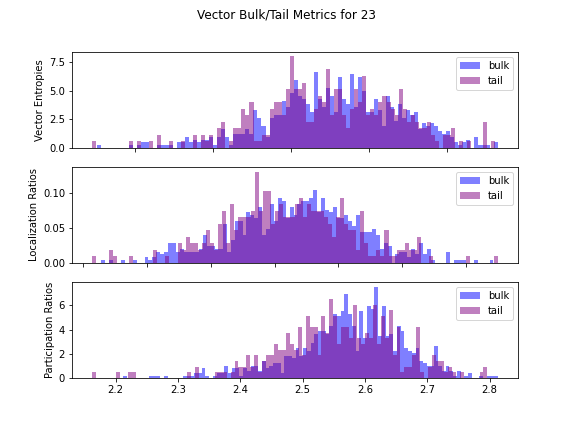 Vector Bulk/Tail Metrics for 23
Vector Entropies
7.5
5.0
2.5
0.0
bulk
tail
Localization Ratios
0.10
0.05
0.00
bulk
tail
Participation Ratios
6
4
2
0
bulk
tail
2.2 2.3 2.4 2.5 2.6 2.7 2.8